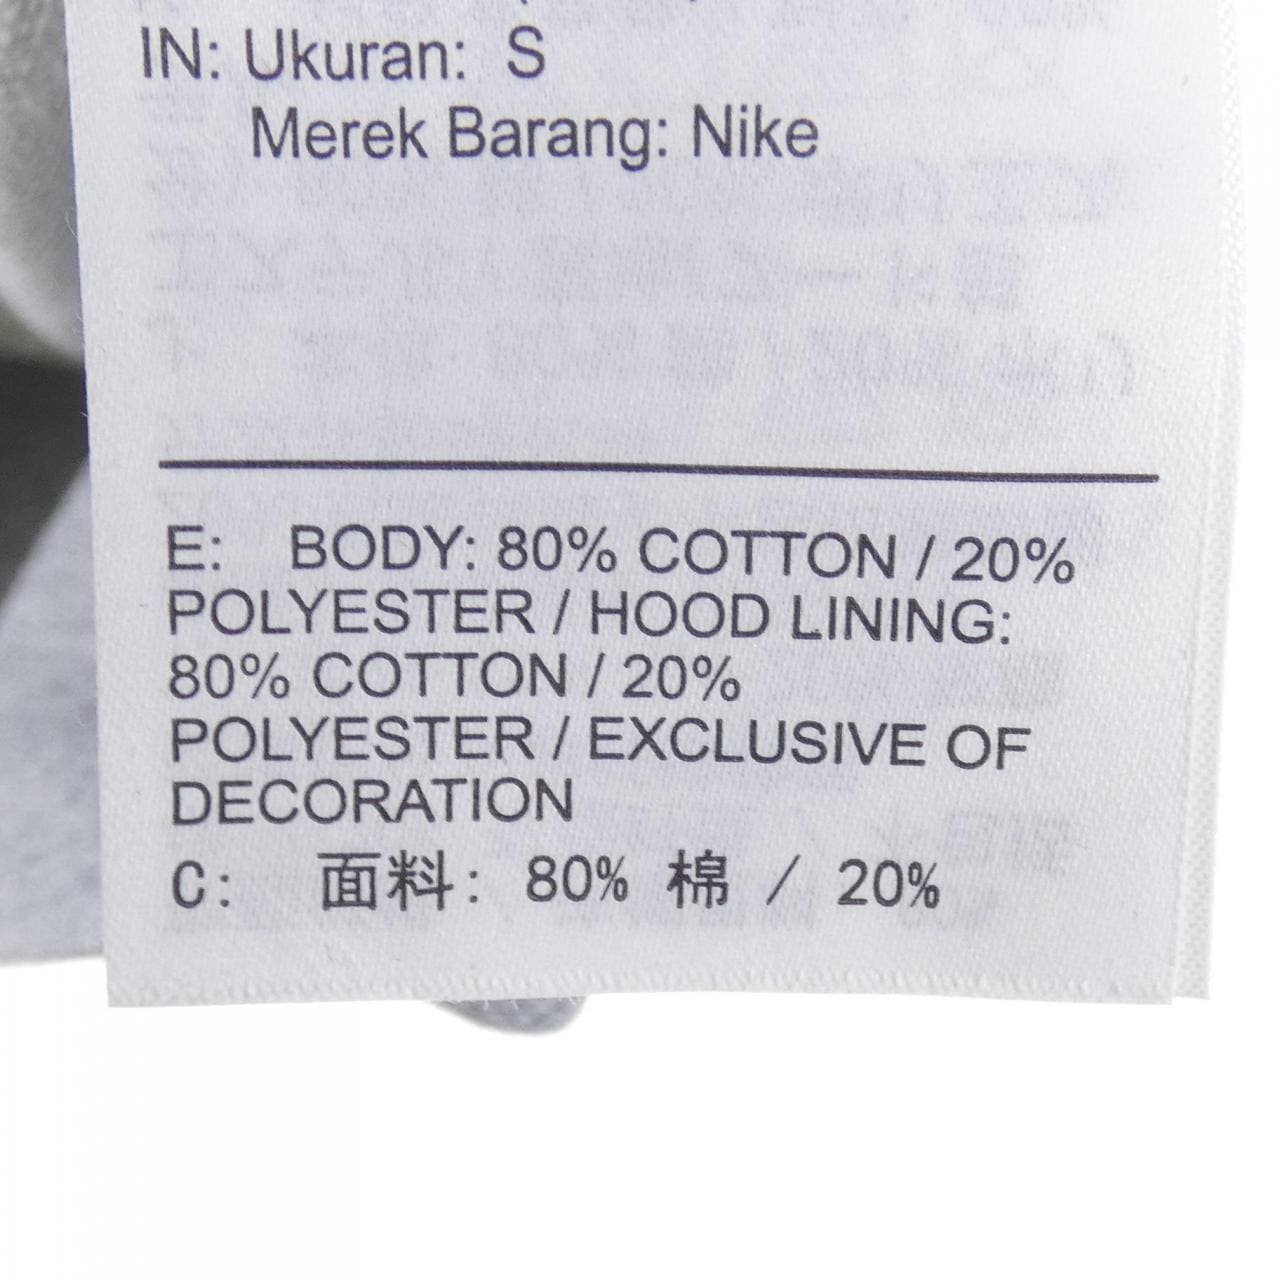 IN: Ukuran: S
Merek Barang: Nike
E: BODY: 80% COTTON / 20%
POLYESTER / HOOD LINING:
80% COTTON / 20%
POLYESTER / EXCLUSIVE OF
DECORATION
C: 面料: 80% 棉 / 20%